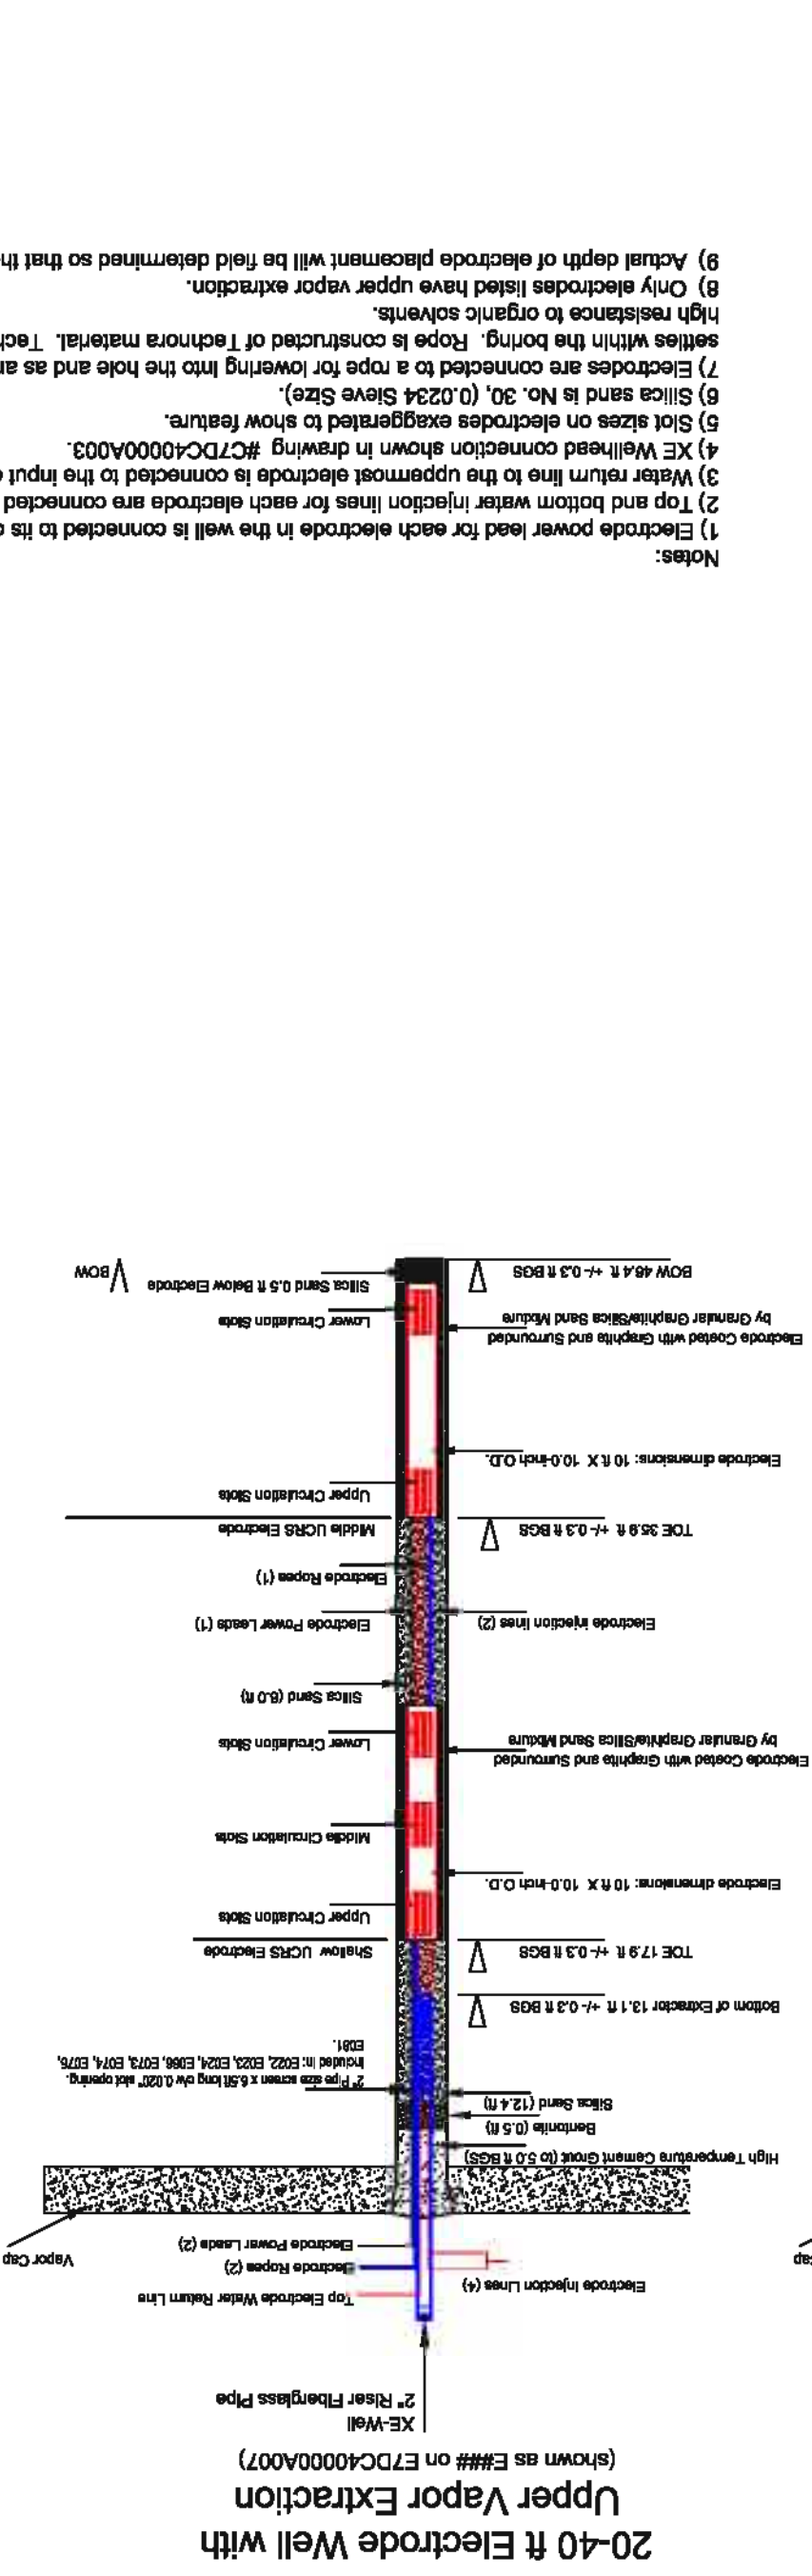 20-40 ft Electrode Well with
Upper Vapor Extraction
(shown as E### on E7DC40000A007)
XE-Well
2" Riser Fiberglass Pipe
Electrode Injection Lines (4)
Top Electrode Water Return Line
Electrode Ropes (2)
Electrode Power Leads (2)
Cap
Vapor Cap
High Temperature Cement Grout (to 5.0 ft BGS)
Bentonite (0.5 ft)
Silica Sand (12.4 ft)
2" Pipe size screen x 6.5ft long c/w 0.020" slot opening.
Included in: E022, E023, E024, E066, E073, E074, E076,
E081.
Bottom of Extractor 13.1 ft +/- 0.3 ft BGS
TOE 17.9 ft +/- 0.3 ft BGS
Shallow UCRS Electrode
Upper Circulation Slots
Electrode dimensions: 10 ft X 10.0-inch O.D.
Middle Circulation Slots
Electrode Coated with Graphite and Surrounded
by Granular Graphite/Silica Sand Mixture
Lower Circulation Slots
Silica Sand (8.0 ft)
Electrode injection lines (2)
Electrode Power Leads (1)
Electrode Ropes (1)
TOE 35.9 ft +/- 0.3 ft BGS
Middle UCRS Electrode
Upper Circulation Slots
Electrode dimensions: 10 ft X 10.0-inch O.D.
Electrode Coated with Graphite and Surrounded
by Granular Graphite/Silica Sand Mixture
Lower Circulation Slots
Silica Sand 0.5 ft Below Electrode
BOW 46.4 ft +/- 0.3 ft BGS
BOW
Notes:
1) Electrode power lead for each electrode in the well is connected to its
2) Top and bottom water injection lines for each electrode are connected
3) Water return line to the uppermost electrode is connected to the input
4) XE Wellhead connection shown in drawing #C7DC40000A003.
5) Slot sizes on electrodes exaggerated to show feature.
6) Silica sand is No. 30, (0.0234 Sieve Size).
7) Electrodes are connected to a rope for lowering into the hole and as
settles within the boring. Rope is constructed of Technora material.
high resistance to organic solvents.
8) Only electrodes listed have upper vapor extraction.
9) Actual depth of electrode placement will be field determined so that